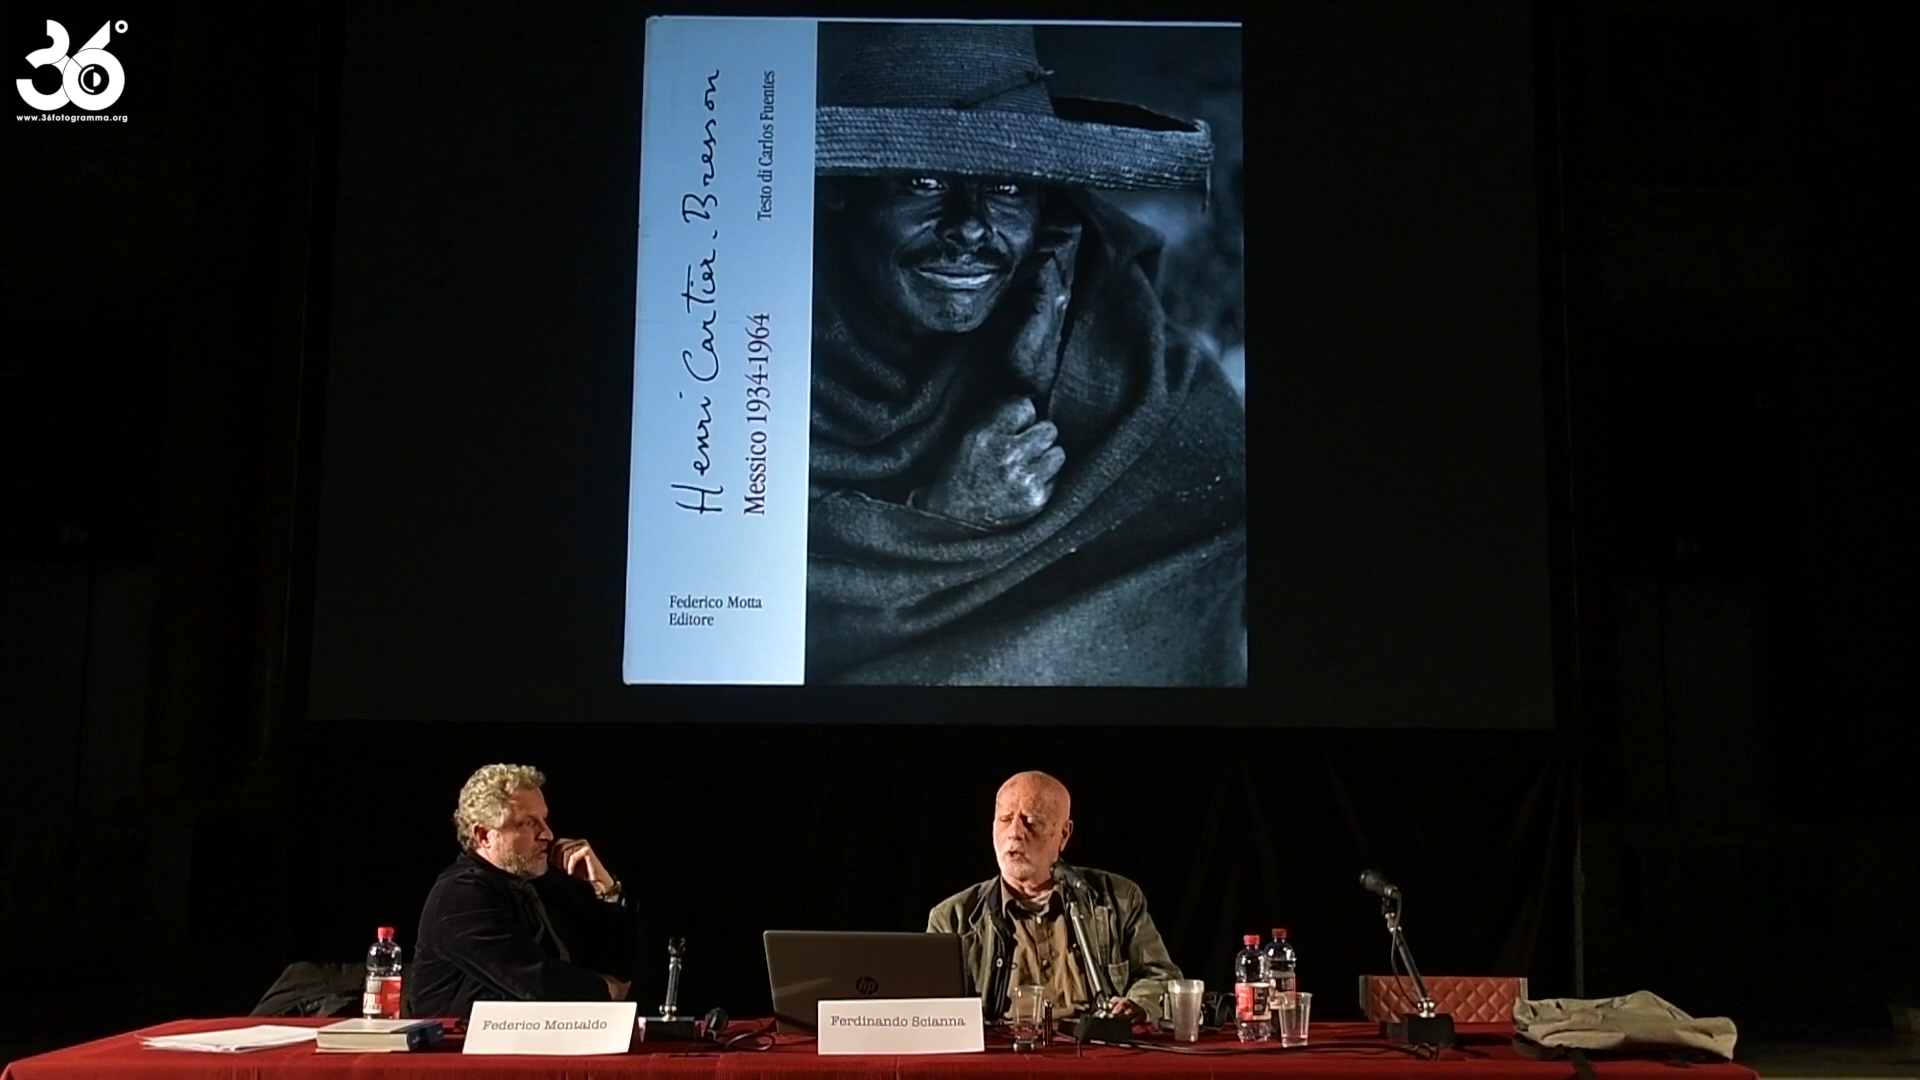 36°
www.36fotogramma.org
Henri Cartier-Bresson
Messico 1934-1964
Testo di Carlos Fuentes
Federico Motta
Editore
hp
Federico Montaldo
Ferdinando Scianna